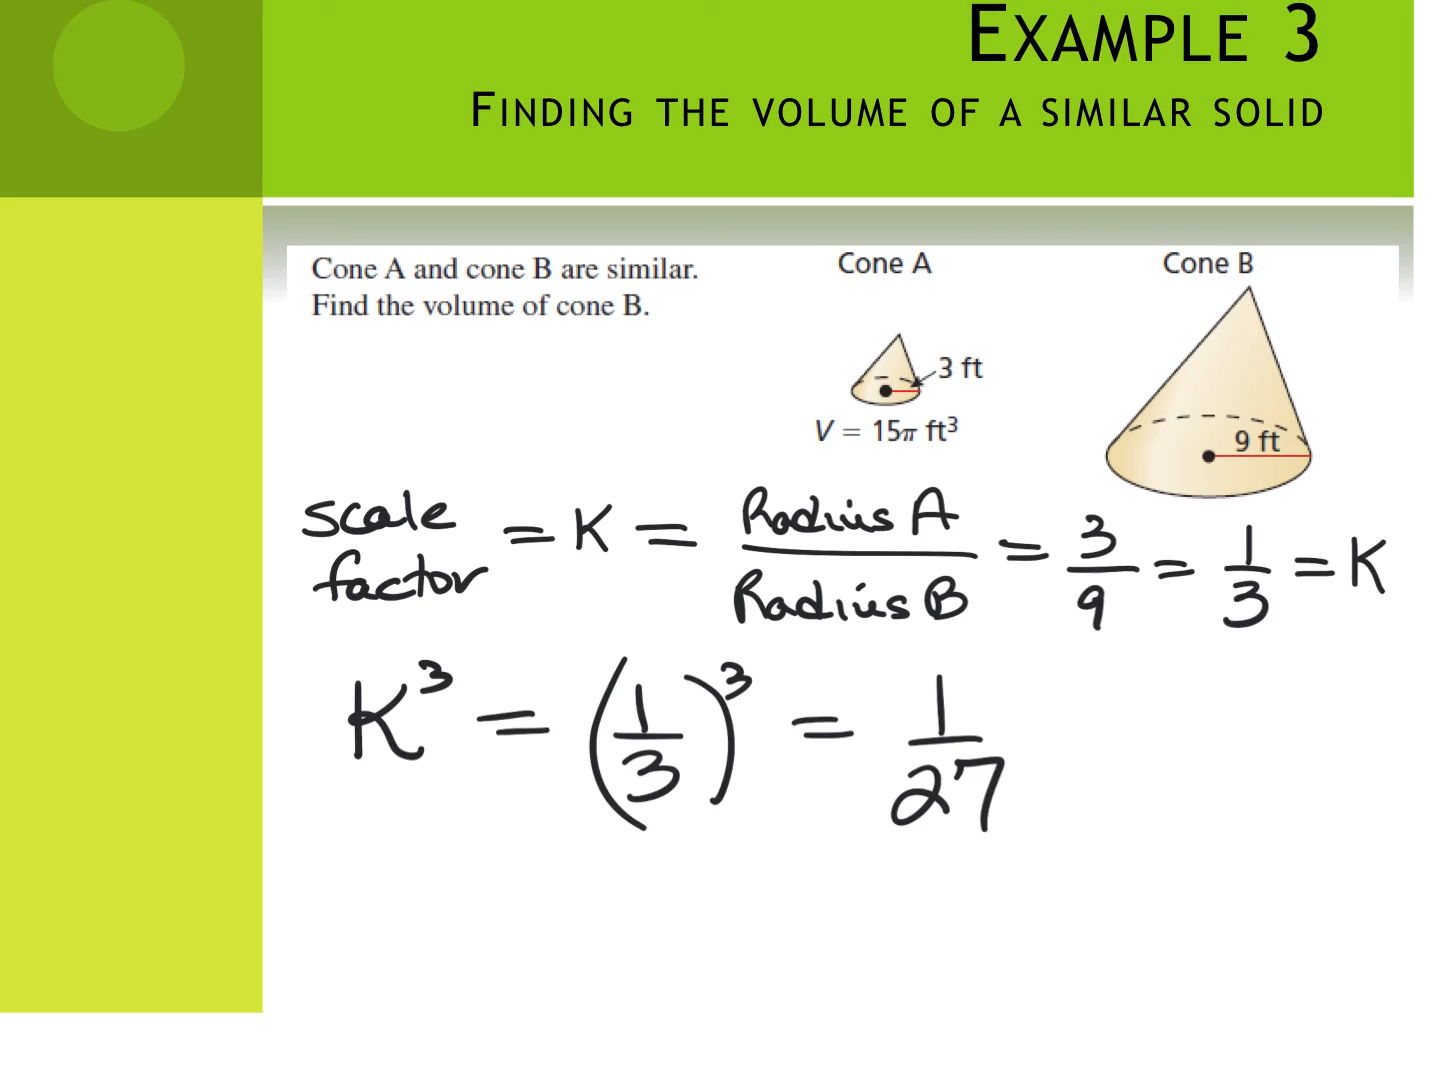 EXAMPLE 3
FINDING THE VOLUME OF A SIMILAR SOLID
Cone A and cone B are similar.
Find the volume of cone B.
Cone A
3 ft
V = 15π ft³
Cone B
9 ft
scale factor = K = Radius A / Radius B = 3/9 = 1/3 = K
K³ = (1/3)³ = 1/27